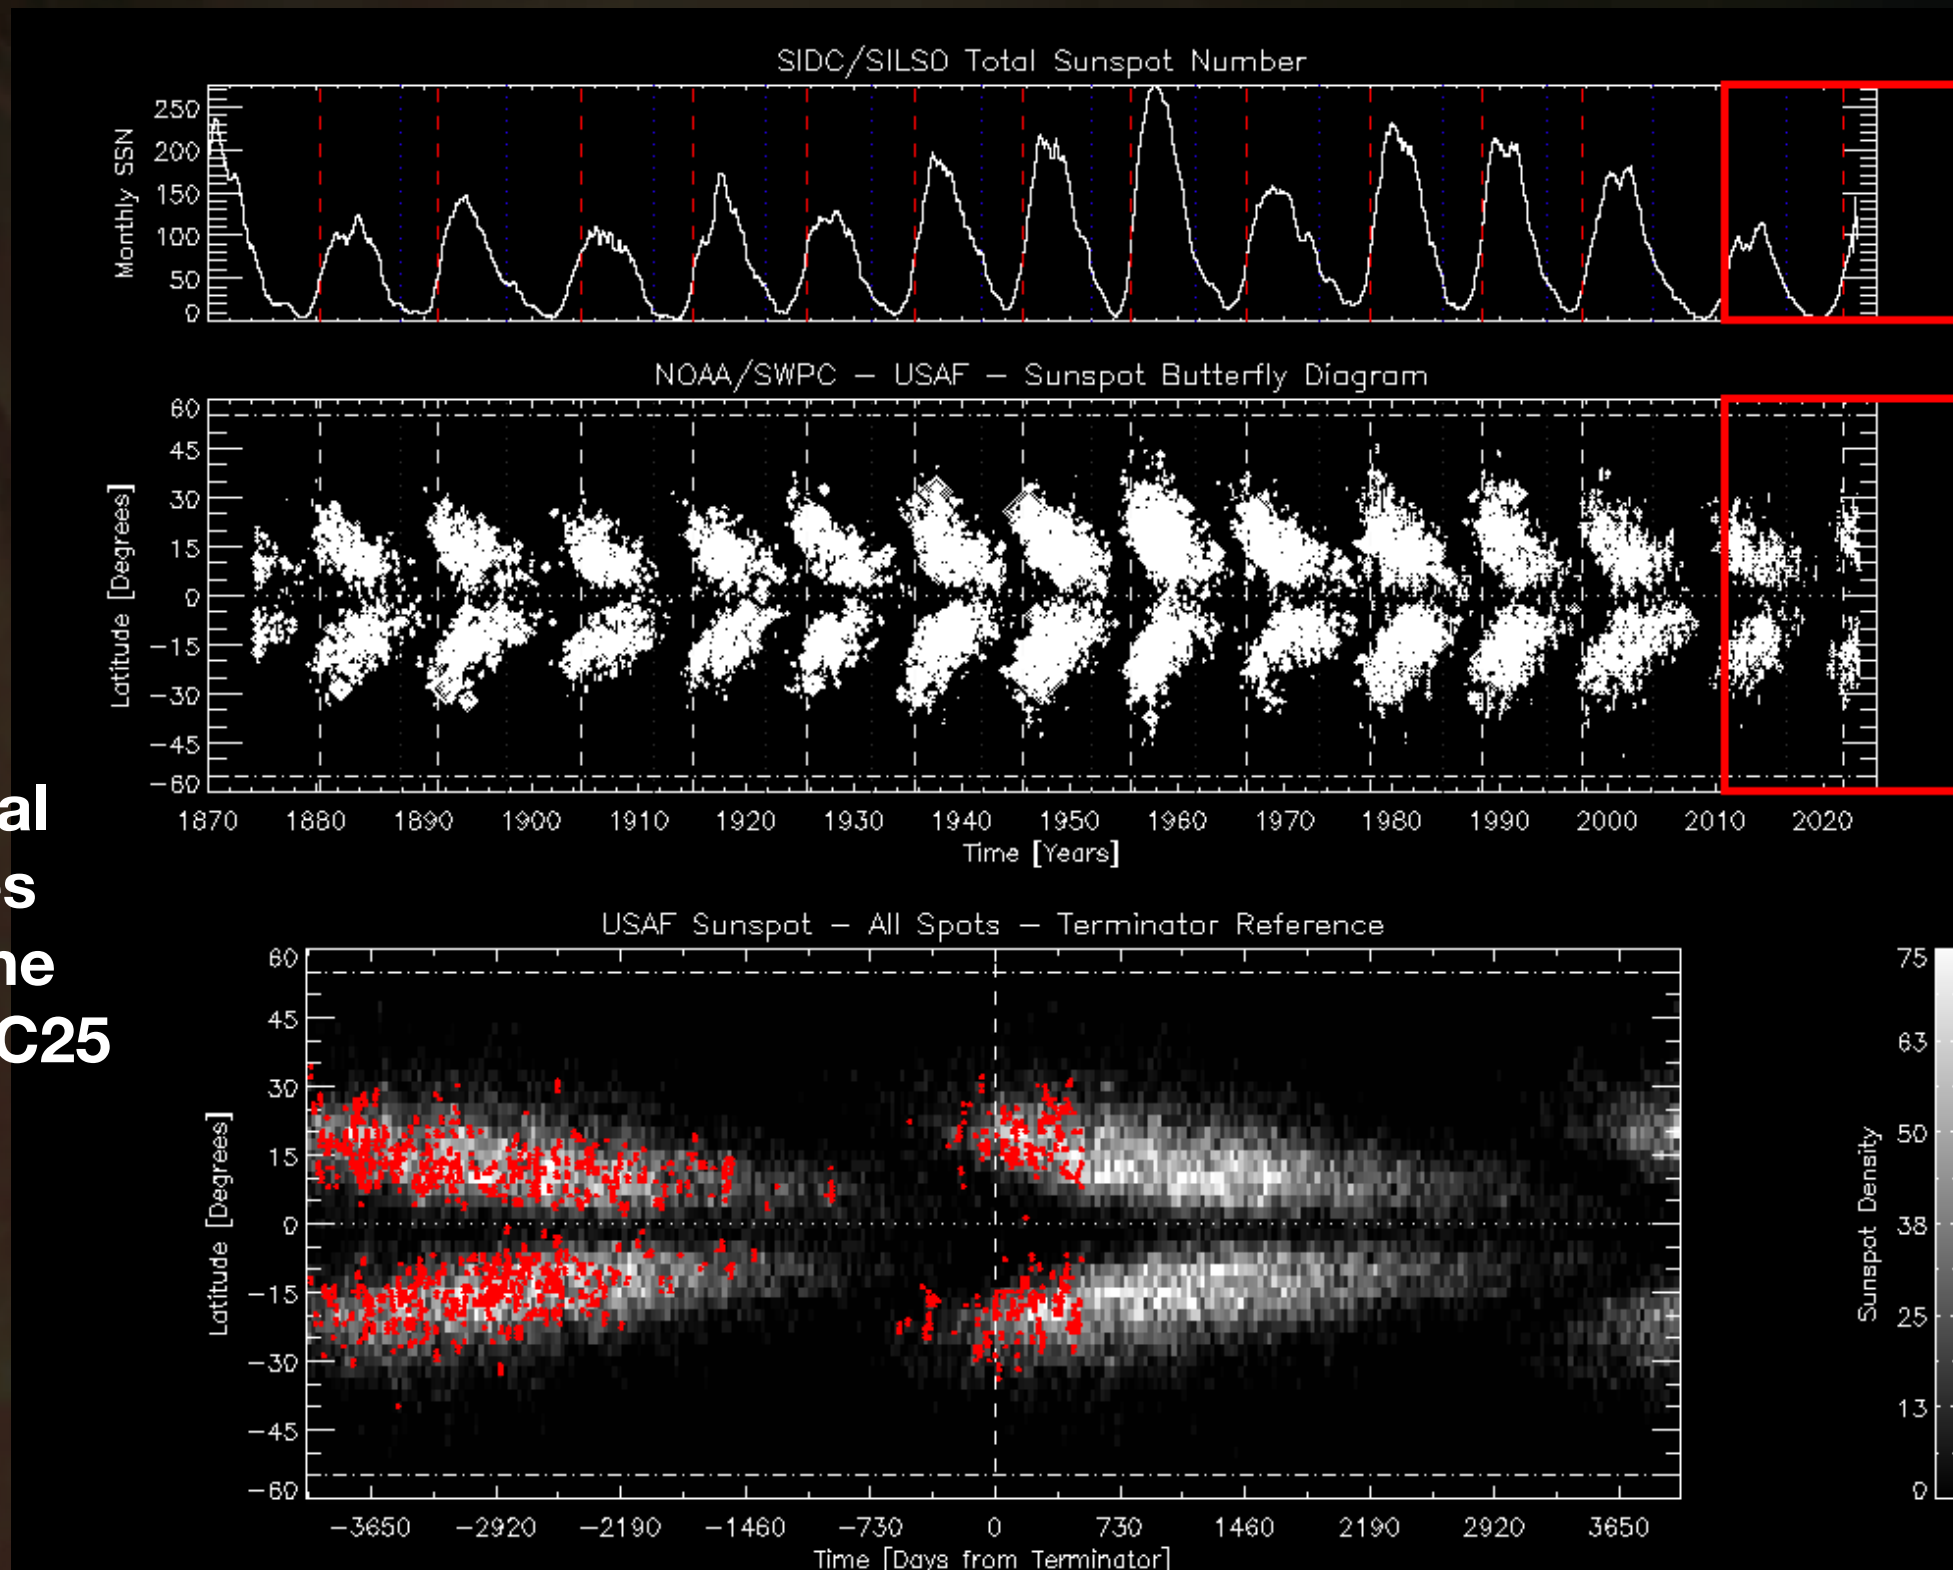 SIDC/SILSO Total Sunspot Number
Monthly SSN
250
200
150
100
50
0
NOAA/SWPC – USAF – Sunspot Butterfly Diagram
Latitude [Degrees]
60
45
30
15
0
−15
−30
−45
−60
1870 1880 1890 1900 1910 1920 1930 1940 1950 1960 1970 1980 1990 2000 2010 2020
Time [Years]
al
s
ne
C25
USAF Sunspot – All Spots – Terminator Reference
Latitude [Degrees]
60
45
30
15
0
−15
−30
−45
−60
−3650 −2920 −2190 −1460 −730 0 730 1460 2190 2920 3650
Time [Days from Terminator]
Sunspot Density
75
63
50
38
25
13
0